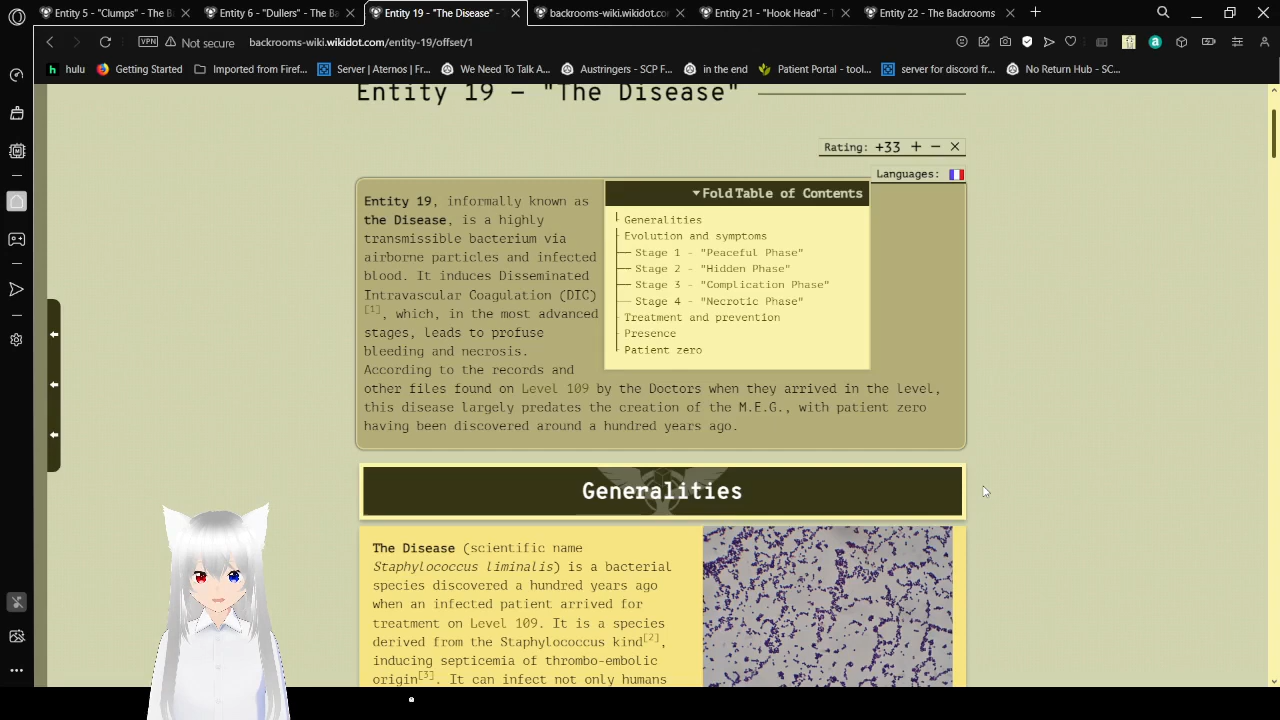 Entity 5 - "Clumps" - The B
Entity 6 - "Dullers" - The Ba
Entity 19 - "The Disease" -
backrooms-wiki.wikidot.co
Entity 21 - "Hook Head" - T
Entity 22 - The Backrooms
VPN
Not secure
backrooms-wiki.wikidot.com/entity-19/offset/1
hulu
Getting Started
Imported from Firef...
Server | Aternos | Fr...
We Need To Talk A...
Austringers - SCP F...
in the end
Patient Portal - tool...
server for discord fr...
No Return Hub - SC...
Entity 19 - "The Disease"
Rating: +33 + − ×
Languages:
Entity 19, informally known as
the Disease, is a highly
transmissible bacterium via
airborne particles and infected
blood. It induces Disseminated
Intravascular Coagulation (DIC)
[1], which, in the most advanced
stages, leads to profuse
bleeding and necrosis.
According to the records and
other files found on Level 109 by the Doctors when they arrived in the Level,
this disease largely predates the creation of the M.E.G., with patient zero
having been discovered around a hundred years ago.
Fold Table of Contents
Generalities
Evolution and symptoms
Stage 1 - "Peaceful Phase"
Stage 2 - "Hidden Phase"
Stage 3 - "Complication Phase"
Stage 4 - "Necrotic Phase"
Treatment and prevention
Presence
Patient zero
Generalities
The Disease (scientific name
Staphylococcus liminalis) is a bacterial
species discovered a hundred years ago
when an infected patient arrived for
treatment on Level 109. It is a species
derived from the Staphylococcus kind[2],
inducing septicemia of thrombo-embolic
origin[3]. It can infect not only humans